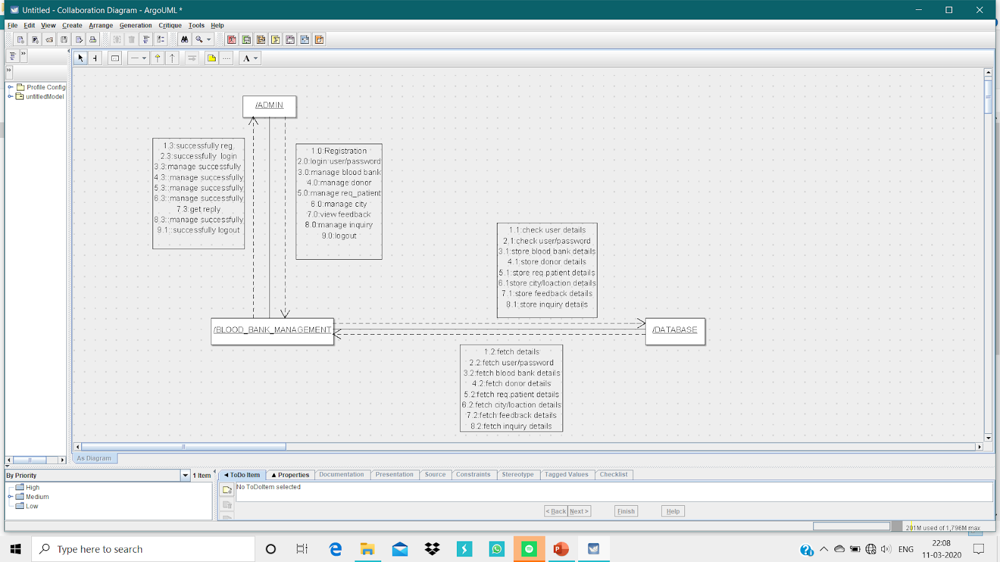 Untitled - Collaboration Diagram - ArgoUML *
File Edit View Create Arrange Generation Critique Tools Help
A
Profile Config
untitledModel
/ADMIN
1.3:successfully reg
2.3:successfully login
3.3:manage successfully
4.3::manage successfully
5.3::manage successfully
6.3::manage successfully
7.3:get reply
8.3::manage successfully
9.1::successfully logout
1.0:Registration
2.0:login user/password
3.0:manage blood bank
4.0:manage donor
5.0:manage req_patient
6.0:manage city
7.0:view feedback
8.0:manage inquiry
9.0:logout
1.1:check user details
2.1:check user/password
3.1:store blood bank details
4.1:store donor details
5.1:store req.patient details
6.1store city/loaction details
7.1:store feedback details
8.1:store inquiry details
/BLOOD_BANK_MANAGEMENT
/DATABASE
1.2:fetch details
2.2:fetch user/password
3.2:fetch blood bank details
4.2:fetch donor details
5.2:fetch req.patient details
6.2:fetch city/loaction details
7.2:fetch feedback details
8.2:fetch inquiry details
As Diagram
By Priority 1 Item
High
Medium
Low
ToDo Item Properties Documentation Presentation Source Constraints Stereotype Tagged Values Checklist
No ToDoItem selected
< Back Next > Finish Help
201M used of 1,796M max
Type here to search
ENG
22:08
11-03-2020